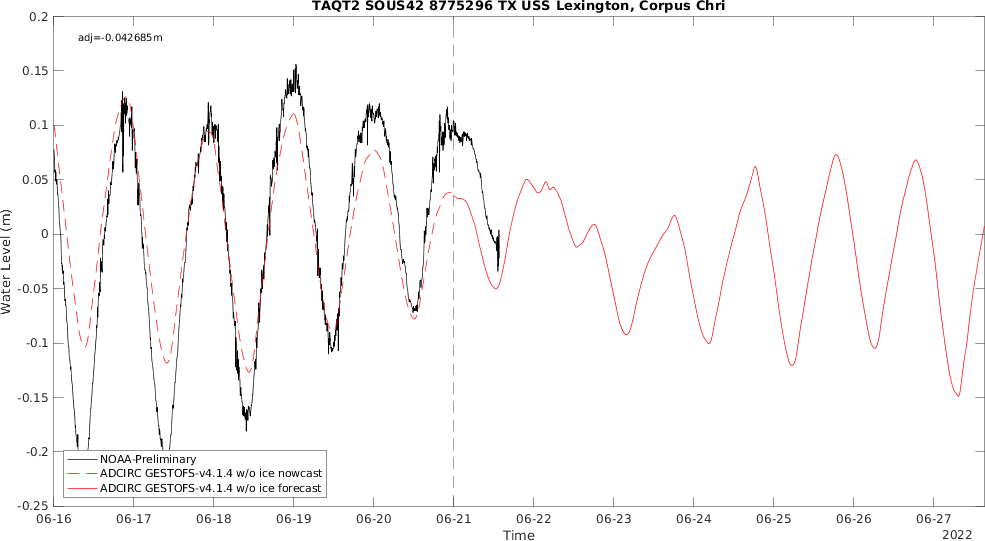 TAQT2 SOUS42 8775296 TX USS Lexington, Corpus Chri
adj=-0.042685m
0.2
0.15
0.1
0.05
0
-0.05
-0.1
-0.15
-0.2
-0.25
Water Level (m)
NOAA-Preliminary
ADCIRC GESTOFS-v4.1.4 w/o ice nowcast
ADCIRC GESTOFS-v4.1.4 w/o ice forecast
06-16 06-17 06-18 06-19 06-20 06-21 06-22 06-23 06-24 06-25 06-26 06-27
Time
2022